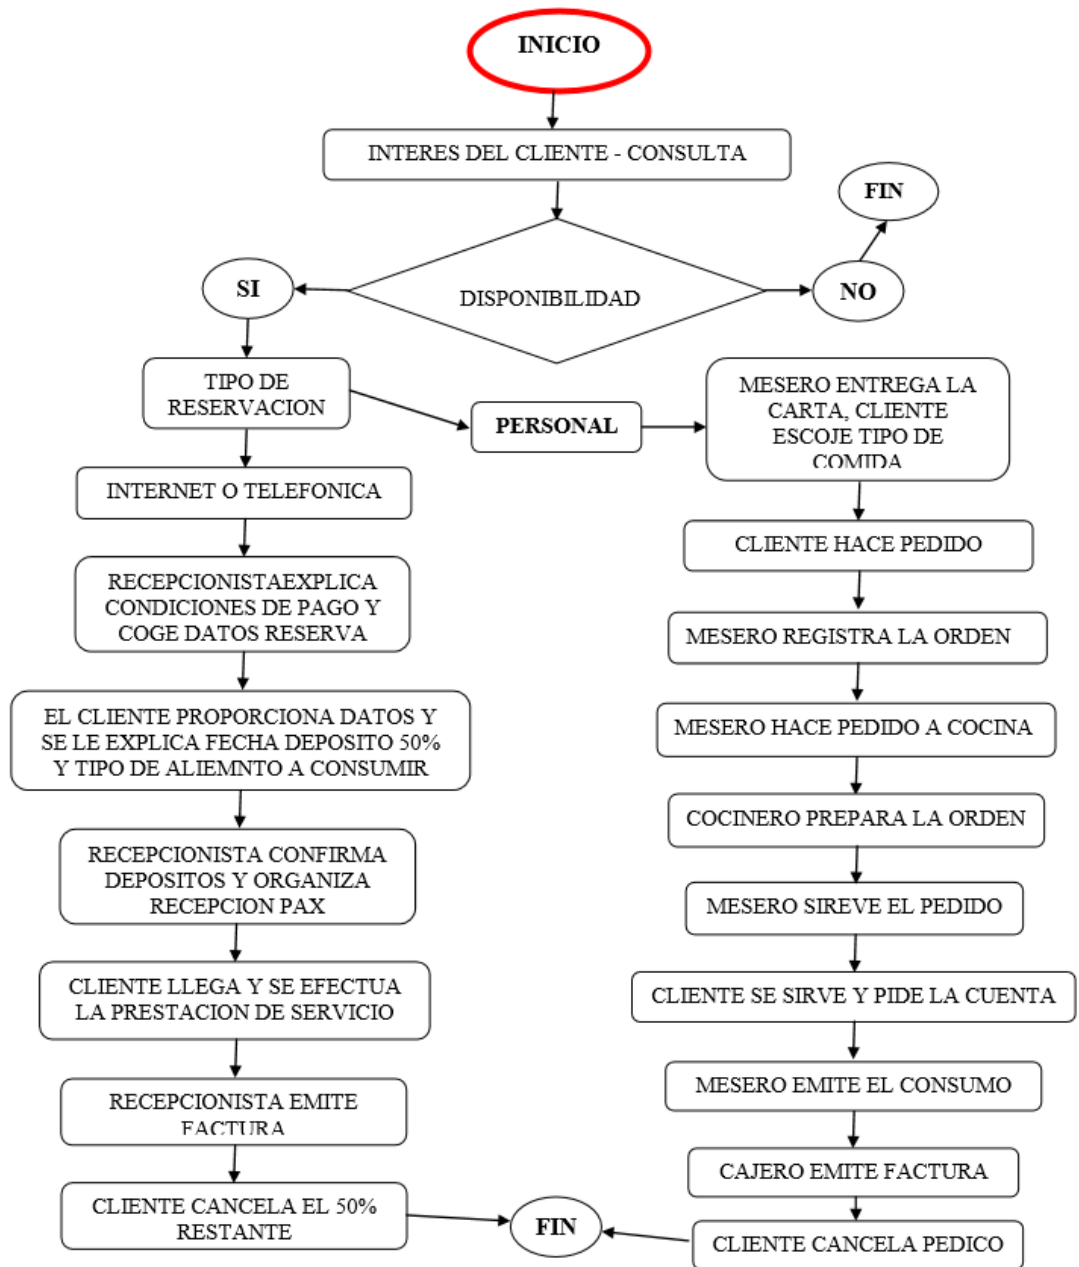 INICIO
INTERES DEL CLIENTE - CONSULTA
FIN
SI
DISPONIBILIDAD
NO
TIPO DE
RESERVACION
PERSONAL
MESERO ENTREGA LA
CARTA, CLIENTE
ESCOJE TIPO DE
COMIDA
INTERNET O TELEFONICA
CLIENTE HACE PEDIDO
RECEPCIONISTAEXPLICA
CONDICIONES DE PAGO Y
COGE DATOS RESERVA
MESERO REGISTRA LA ORDEN
EL CLIENTE PROPORCIONA DATOS Y
SE LE EXPLICA FECHA DEPOSITO 50%
Y TIPO DE ALIEMNTO A CONSUMIR
MESERO HACE PEDIDO A COCINA
COCINERO PREPARA LA ORDEN
RECEPCIONISTA CONFIRMA
DEPOSITOS Y ORGANIZA
RECEPCION PAX
MESERO SIREVE EL PEDIDO
CLIENTE LLEGA Y SE EFECTUA
LA PRESTACION DE SERVICIO
CLIENTE SE SIRVE Y PIDE LA CUENTA
RECEPCIONISTA EMITE
FACTURA
MESERO EMITE EL CONSUMO
CAJERO EMITE FACTURA
CLIENTE CANCELA EL 50%
RESTANTE
FIN
CLIENTE CANCELA PEDICO